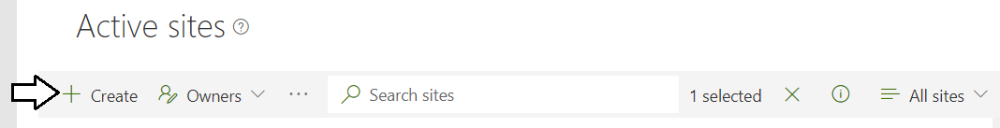 Active sites
Create Owners ... Search sites 1 selected All sites